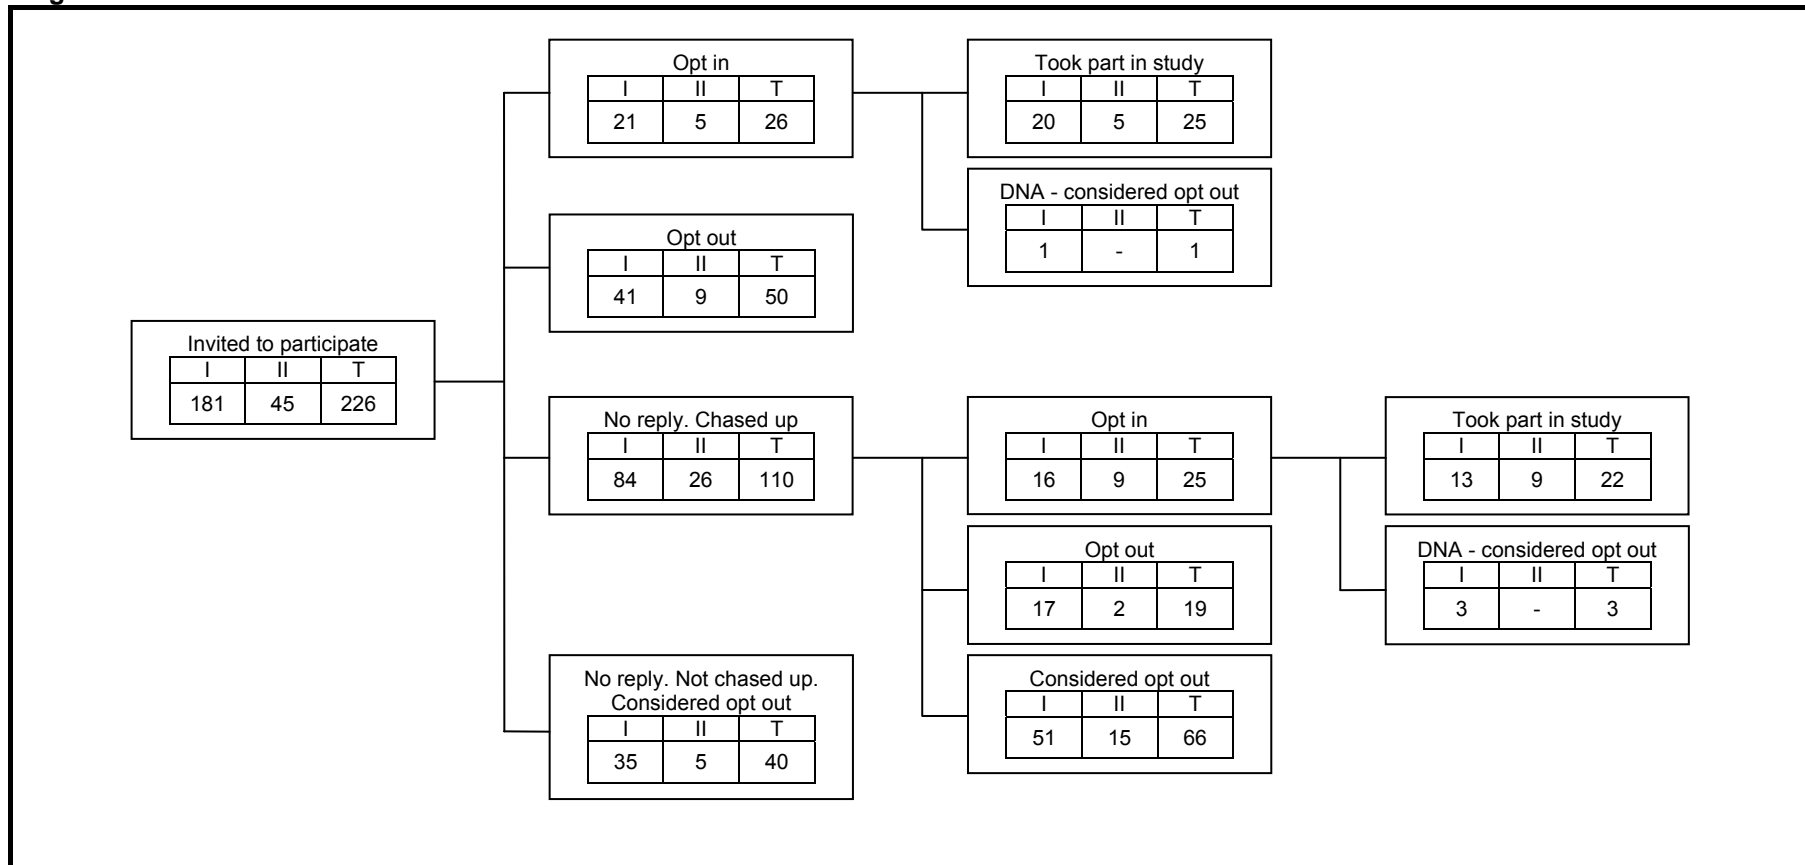 Invited to participate
I II T
181 45 226
Opt in
I II T
21 5 26
Took part in study
I II T
20 5 25
DNA - considered opt out
I II T
1 - 1
Opt out
I II T
41 9 50
No reply. Chased up
I II T
84 26 110
Opt in
I II T
16 9 25
Took part in study
I II T
13 9 22
DNA - considered opt out
I II T
3 - 3
Opt out
I II T
17 2 19
Considered opt out
I II T
51 15 66
No reply. Not chased up.
Considered opt out
I II T
35 5 40